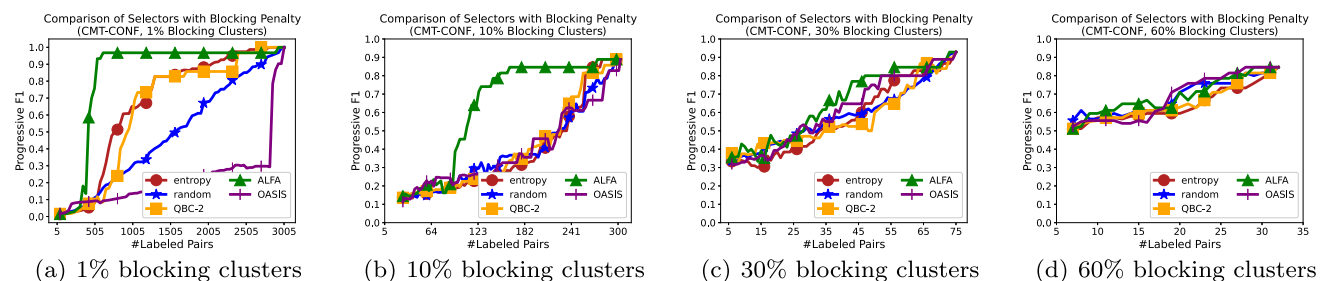 Comparison of Selectors with Blocking Penalty
(CMT-CONF, 1% Blocking Clusters)
Progressive F1
1.0
0.9
0.8
0.7
0.6
0.5
0.4
0.3
0.2
0.1
0.0
entropy
random
QBC-2
ALFA
OASIS
5
505
1005
1505
2005
2505
3005
#Labeled Pairs
(a) 1% blocking clusters
Comparison of Selectors with Blocking Penalty
(CMT-CONF, 10% Blocking Clusters)
Progressive F1
1.0
0.9
0.8
0.7
0.6
0.5
0.4
0.3
0.2
0.1
0.0
entropy
random
QBC-2
ALFA
OASIS
5
64
123
182
241
300
#Labeled Pairs
(b) 10% blocking clusters
Comparison of Selectors with Blocking Penalty
(CMT-CONF, 30% Blocking Clusters)
Progressive F1
1.0
0.9
0.8
0.7
0.6
0.5
0.4
0.3
0.2
0.1
0.0
entropy
random
QBC-2
ALFA
OASIS
5
15
25
35
45
55
65
75
#Labeled Pairs
(c) 30% blocking clusters
Comparison of Selectors with Blocking Penalty
(CMT-CONF, 60% Blocking Clusters)
Progressive F1
1.0
0.9
0.8
0.7
0.6
0.5
0.4
0.3
0.2
0.1
0.0
entropy
random
QBC-2
ALFA
OASIS
5
10
15
20
25
30
35
#Labeled Pairs
(d) 60% blocking clusters